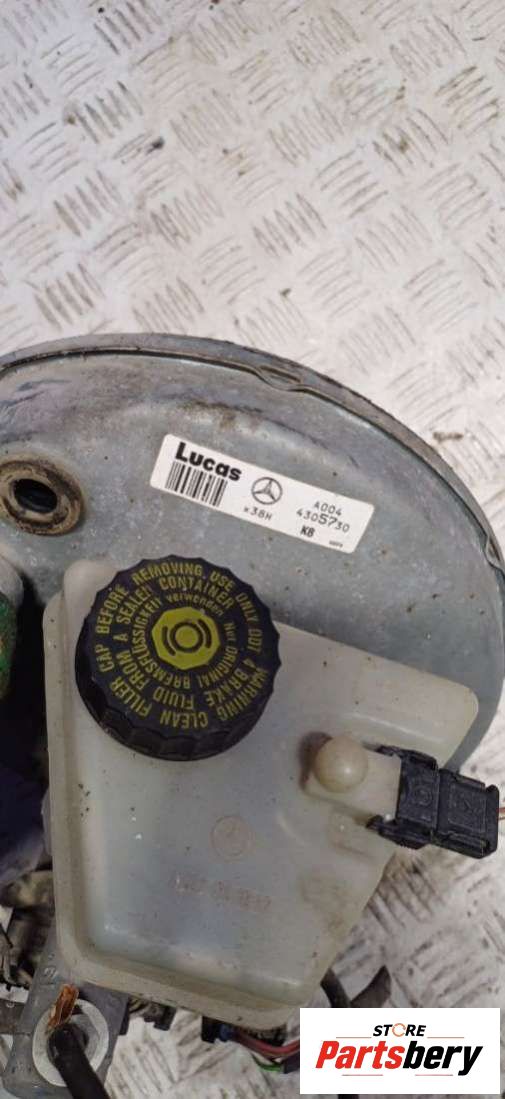 Lucas
A004
4305730
x38H
KB
WARNING CLEAN FILLER CAP BEFORE REMOVING, USE ONLY DOT 4 BRAKE FLUID FROM A SEALED CONTAINER
Nur ORIGINAL BREMSFLÜSSIGKEIT verwenden
STORE
Partsbery